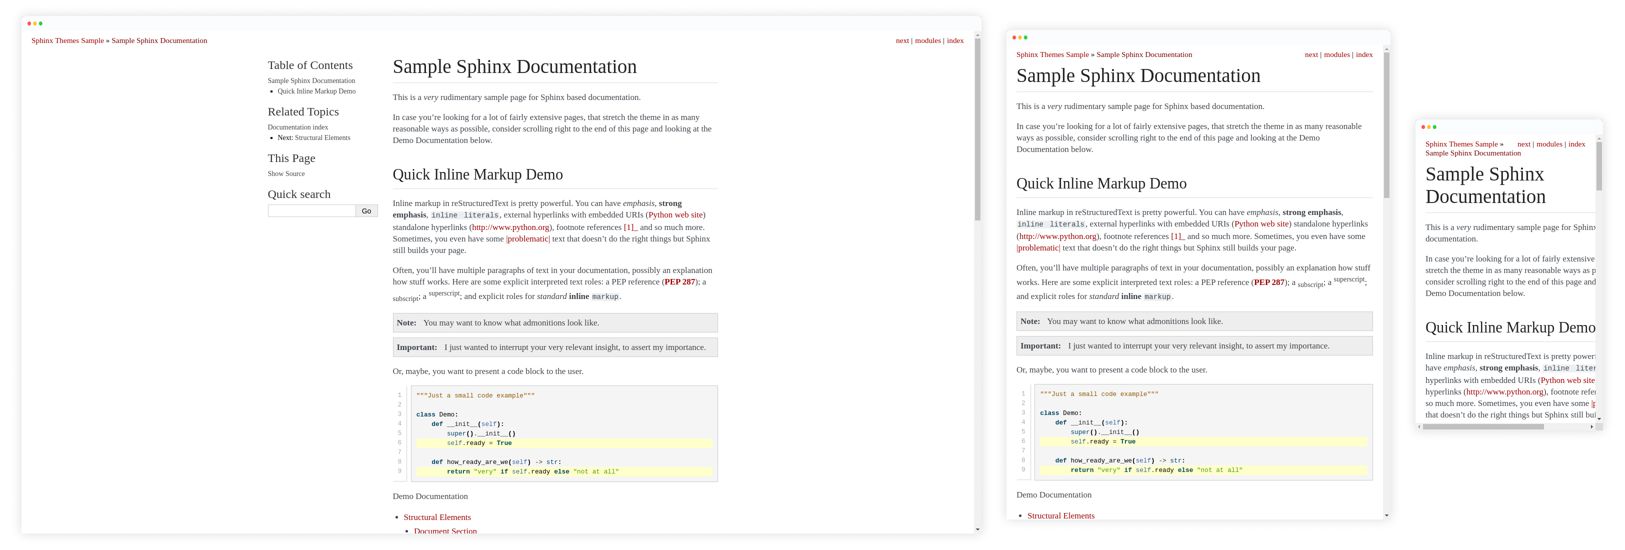 Sphinx Themes Sample » Sample Sphinx Documentation
next | modules | index
Table of Contents
Sample Sphinx Documentation
Quick Inline Markup Demo
Related Topics
Documentation index
Next: Structural Elements
This Page
Show Source
Quick search
Go
Sample Sphinx Documentation
This is a very rudimentary sample page for Sphinx based documentation.
In case you’re looking for a lot of fairly extensive pages, that stretch the theme in as many
reasonable ways as possible, consider scrolling right to the end of this page and looking at the
Demo Documentation below.
Quick Inline Markup Demo
Inline markup in reStructuredText is pretty powerful. You can have emphasis, strong
emphasis, inline literals, external hyperlinks with embedded URIs (Python web site)
standalone hyperlinks (http://www.python.org), footnote references [1]_ and so much more.
Sometimes, you even have some |problematic| text that doesn’t do the right things but Sphinx
still builds your page.
Often, you’ll have multiple paragraphs of text in your documentation, possibly an explanation
how stuff works. Here are some explicit interpreted text roles: a PEP reference (PEP 287); a
subscript; a superscript; and explicit roles for standard inline markup.
Note: You may want to know what admonitions look like.
Important: I just wanted to interrupt your very relevant insight, to assert my importance.
Or, maybe, you want to present a code block to the user.
1 """Just a small code example"""
2
3 class Demo:
4 def __init__(self):
5 super().__init__()
6 self.ready = True
7
8 def how_ready_are_we(self) -> str:
9 return "very" if self.ready else "not at all"
Demo Documentation
Structural Elements
Document Section
Sphinx Themes Sample » Sample Sphinx Documentation
next | modules | index
Sample Sphinx Documentation
This is a very rudimentary sample page for Sphinx based documentation.
In case you’re looking for a lot of fairly extensive pages, that stretch the theme in as many reasonable
ways as possible, consider scrolling right to the end of this page and looking at the Demo
Documentation below.
Quick Inline Markup Demo
Inline markup in reStructuredText is pretty powerful. You can have emphasis, strong emphasis,
inline literals, external hyperlinks with embedded URIs (Python web site) standalone hyperlinks
(http://www.python.org), footnote references [1]_ and so much more. Sometimes, you even have some
|problematic| text that doesn’t do the right things but Sphinx still builds your page.
Often, you’ll have multiple paragraphs of text in your documentation, possibly an explanation how stuff
works. Here are some explicit interpreted text roles: a PEP reference (PEP 287); a subscript; a superscript;
and explicit roles for standard inline markup.
Note: You may want to know what admonitions look like.
Important: I just wanted to interrupt your very relevant insight, to assert my importance.
Or, maybe, you want to present a code block to the user.
1 """Just a small code example"""
2
3 class Demo:
4 def __init__(self):
5 super().__init__()
6 self.ready = True
7
8 def how_ready_are_we(self) -> str:
9 return "very" if self.ready else "not at all"
Demo Documentation
Structural Elements
Sphinx Themes Sample »
Sample Sphinx Documentation
next | modules | index
Sample Sphinx
Documentation
This is a very rudimentary sample page for Sphinx
documentation.
In case you’re looking for a lot of fairly extensive
stretch the theme in as many reasonable ways as p
consider scrolling right to the end of this page and
Demo Documentation below.
Quick Inline Markup Demo
Inline markup in reStructuredText is pretty power
have emphasis, strong emphasis, inline liter
hyperlinks with embedded URIs (Python web site
hyperlinks (http://www.python.org), footnote refer
so much more. Sometimes, you even have some |p
that doesn’t do the right things but Sphinx still bui